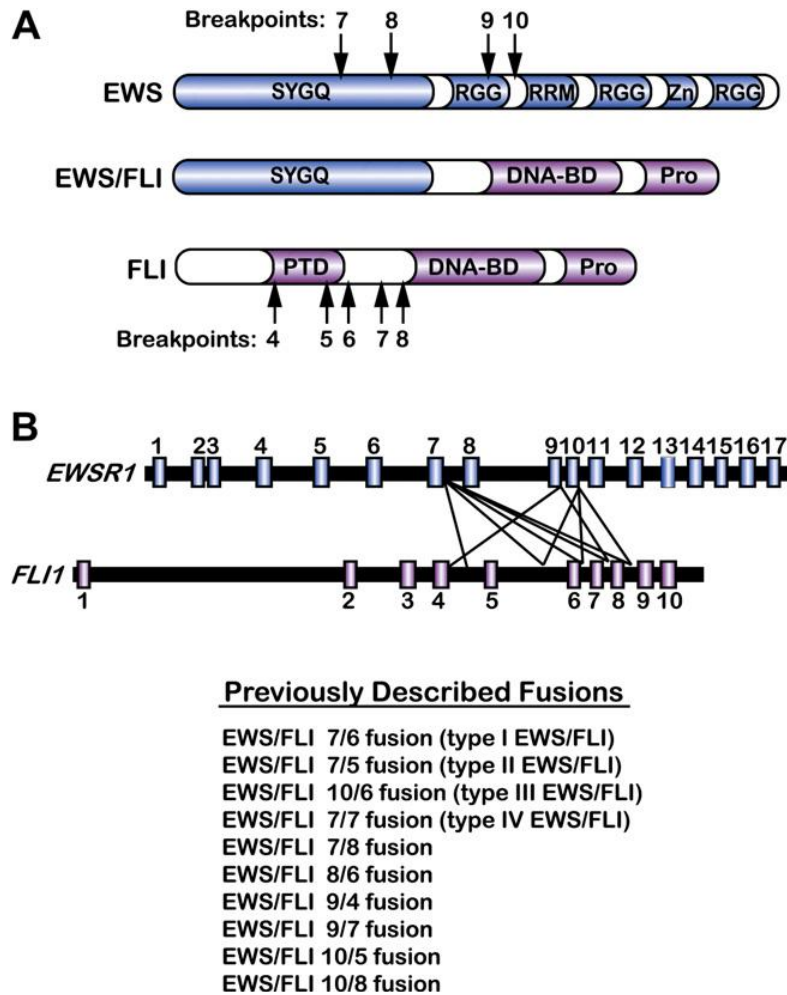 A
Breakpoints: 7 8 9 10
EWS SYGQ RGG RRM RGG Zn RGG
EWS/FLI SYGQ DNA-BD Pro
FLI PTD DNA-BD Pro
Breakpoints: 4 5 6 7 8
B
1 2 3 4 5 6 7 8 9 10 11 12 13 14 15 16 17
EWSR1
FLI1
1 2 3 4 5 6 7 8 9 10
Previously Described Fusions
EWS/FLI 7/6 fusion (type I EWS/FLI)
EWS/FLI 7/5 fusion (type II EWS/FLI)
EWS/FLI 10/6 fusion (type III EWS/FLI)
EWS/FLI 7/7 fusion (type IV EWS/FLI)
EWS/FLI 7/8 fusion
EWS/FLI 8/6 fusion
EWS/FLI 9/4 fusion
EWS/FLI 9/7 fusion
EWS/FLI 10/5 fusion
EWS/FLI 10/8 fusion